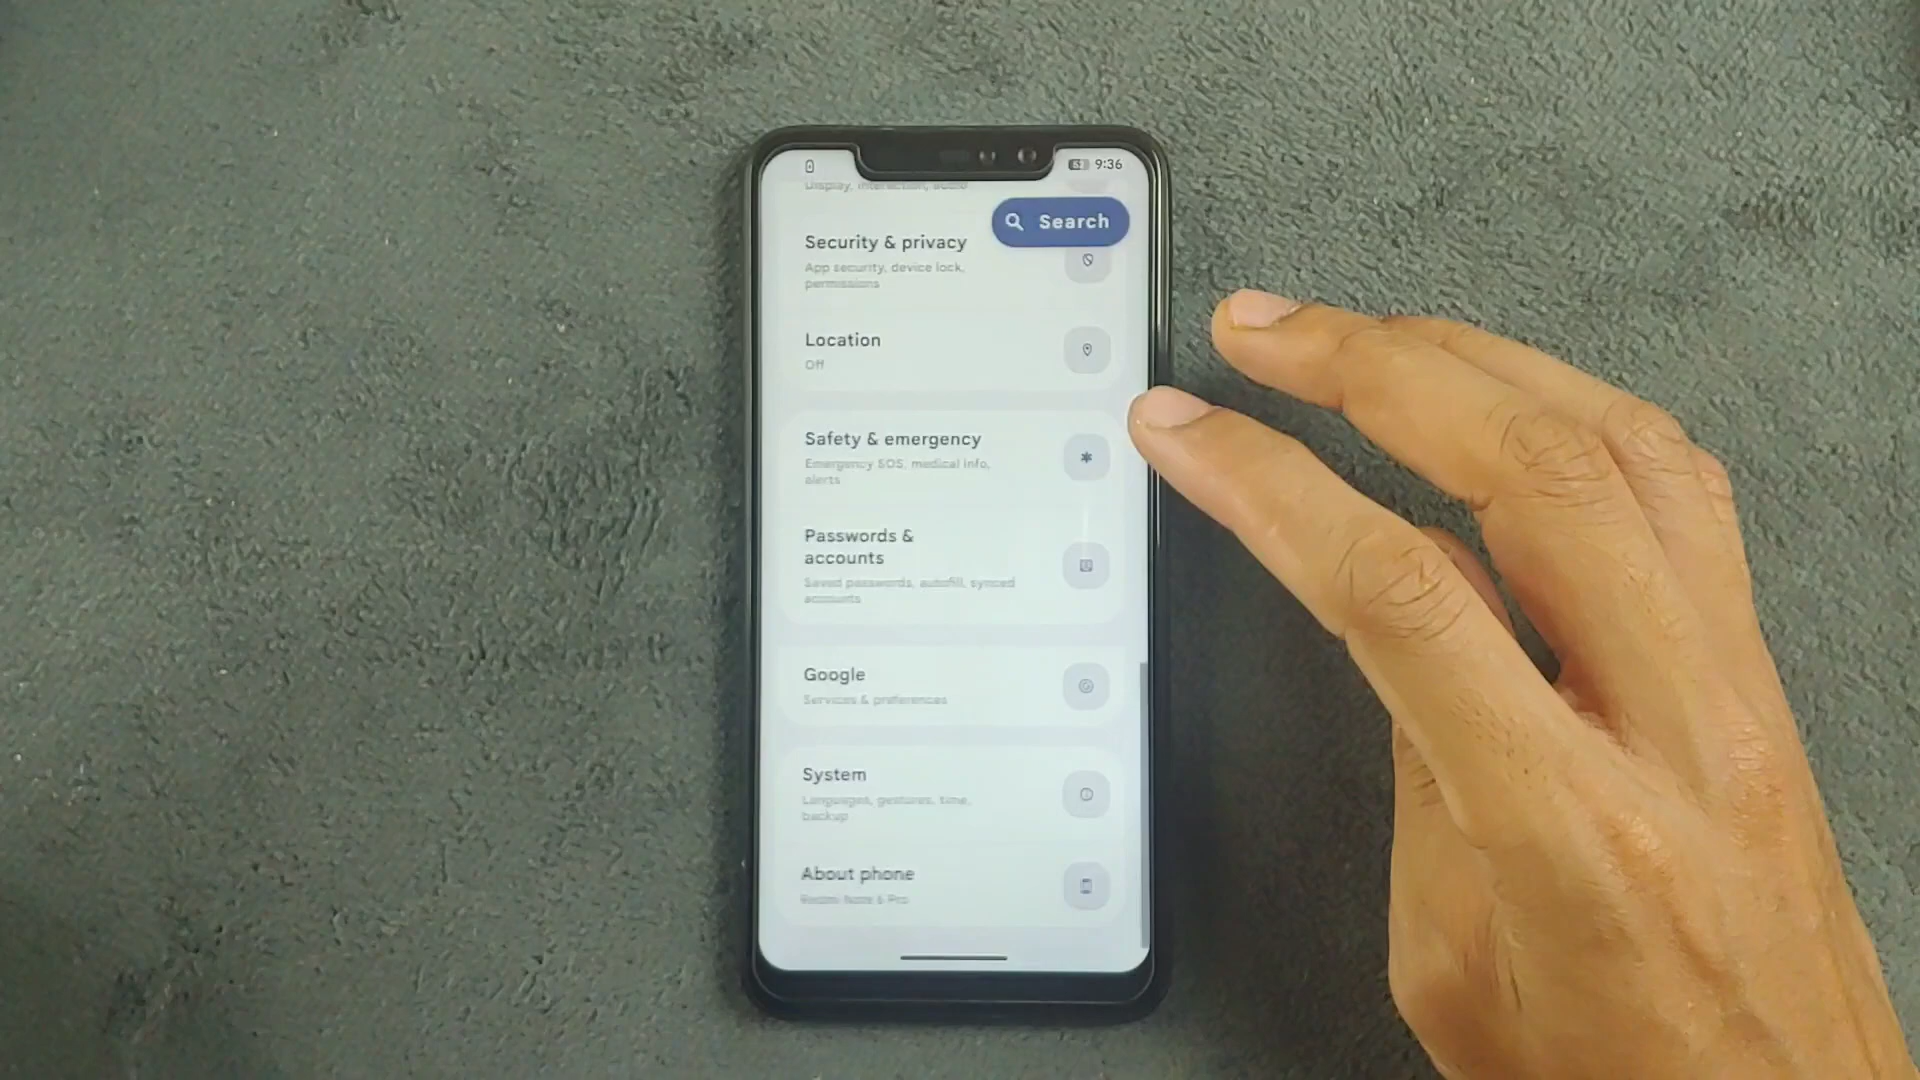 9:36
Display, interaction, audio
Search
Security & privacy
App security, device lock,
permissions
Location
Off
Safety & emergency
Emergency SOS, medical info,
alerts
Passwords &
accounts
Saved passwords, autofill, synced
accounts
Google
Services & preferences
System
Languages, gestures, time,
backup
About phone
Redmi Note 6 Pro